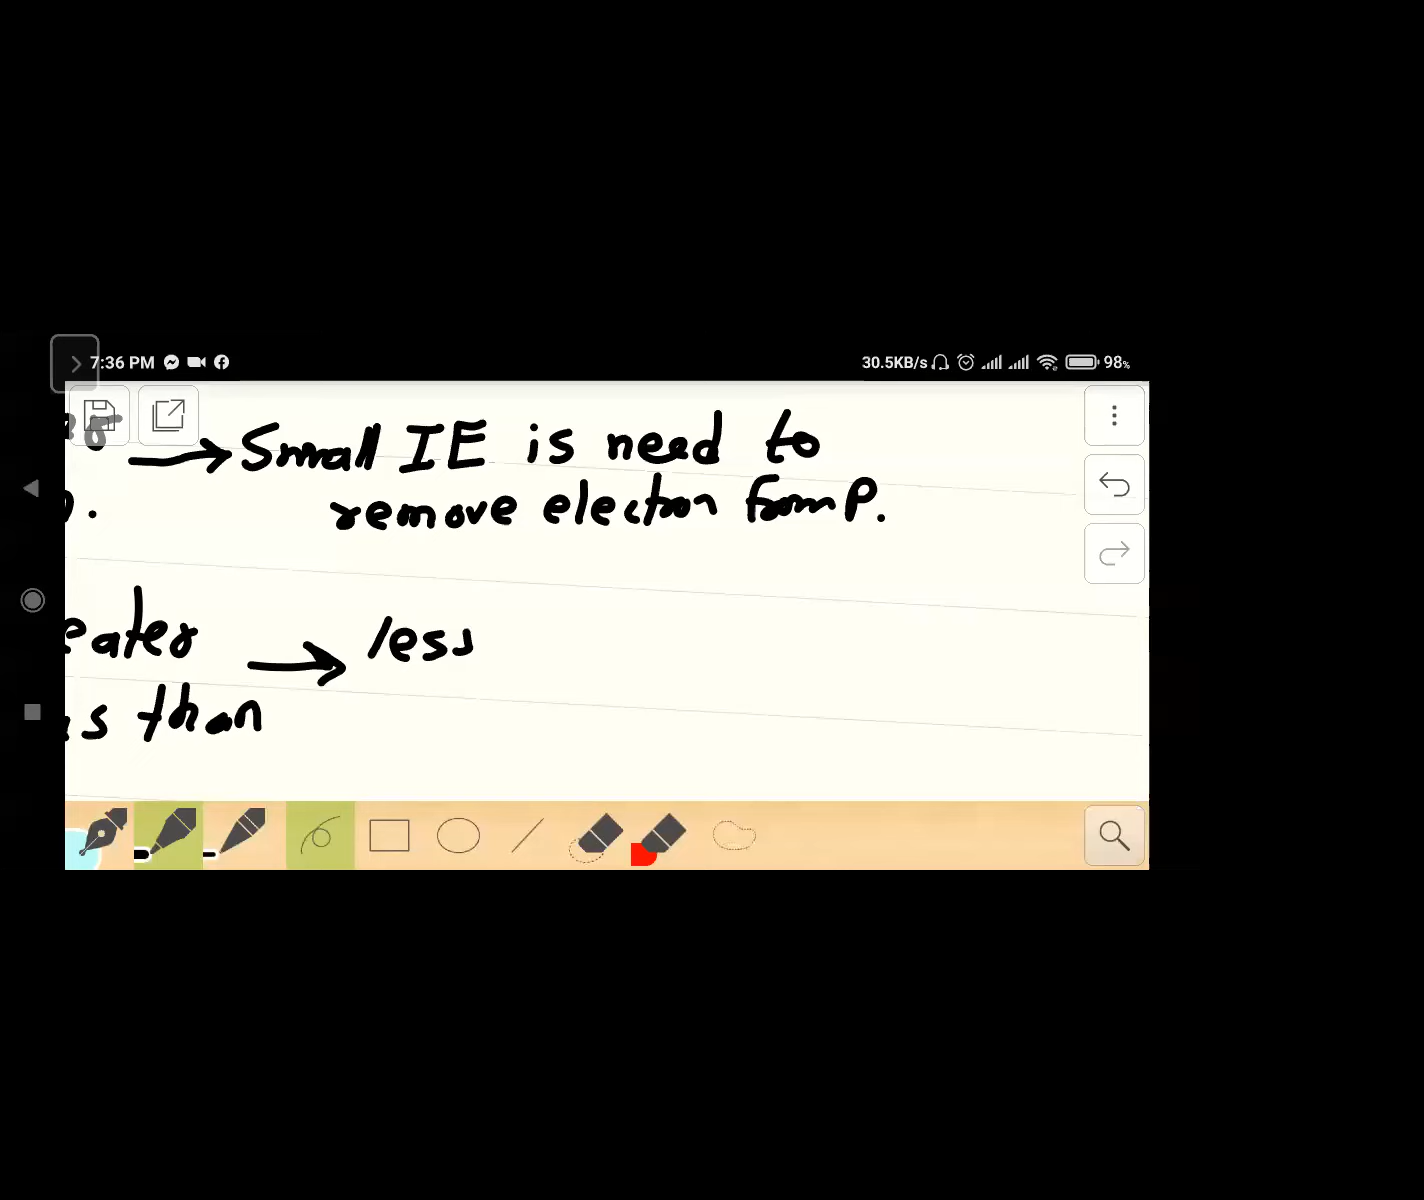 7:36 PM 30.5KB/s 98%
→ Small IE is need to
remove electron from P.
eater → less
s than